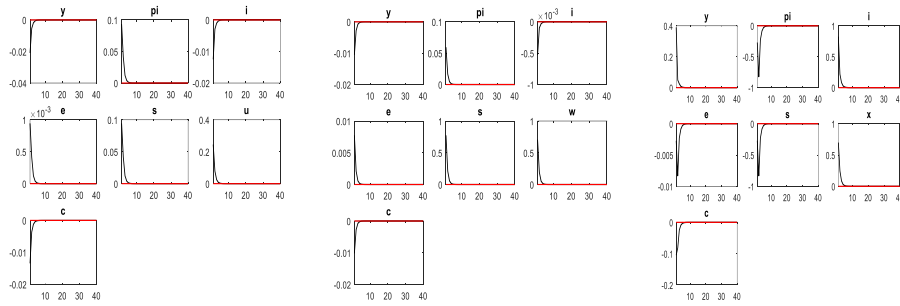 y pi i
0 -0.02 -0.04 10 20 30 40
0.1 0.05 0 10 20 30 40
0 -0.01 -0.02 10 20 30 40
e s u
×10-3 1 0.5 0 10 20 30 40
0.1 0.05 0 10 20 30 40
0.4 0.2 0 10 20 30 40
c
0 -0.01 -0.02 10 20 30 40
y pi i
0 -0.01 -0.02 10 20 30 40
0.1 0.05 0 10 20 30 40
×10-3 1 0 -1 10 20 30 40
e s w
0.01 0.005 0 10 20 30 40
1 0.5 0 10 20 30 40
1 0.5 0 10 20 30 40
c
0 -0.01 -0.02 10 20 30 40
y pi i
0.4 0.2 0 10 20 30 40
0 -1 10 20 30 40
1 0.5 0 10 20 30 40
e s x
0 -0.005 -0.01 10 20 30 40
0 -0.5 -1 10 20 30 40
1 0.5 0 10 20 30 40
c
0 -0.1 -0.2 10 20 30 40